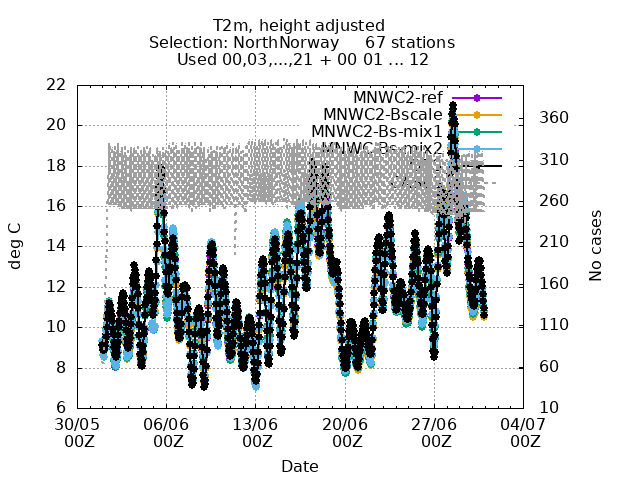 T2m, height adjusted
Selection: NorthNorway 67 stations
Used 00,03,...,21 + 00 01 ... 12
22
20
18
16
14
12
10
8
6
deg C
MNWC2-ref
MNWC2-Bscale
MNWC2-Bs-mix1
MNWC-Bs-mix2
360
310
260
210
160
110
60
10
No cases
30/05 00Z
06/06 00Z
13/06 00Z
20/06 00Z
27/06 00Z
04/07 00Z
Date